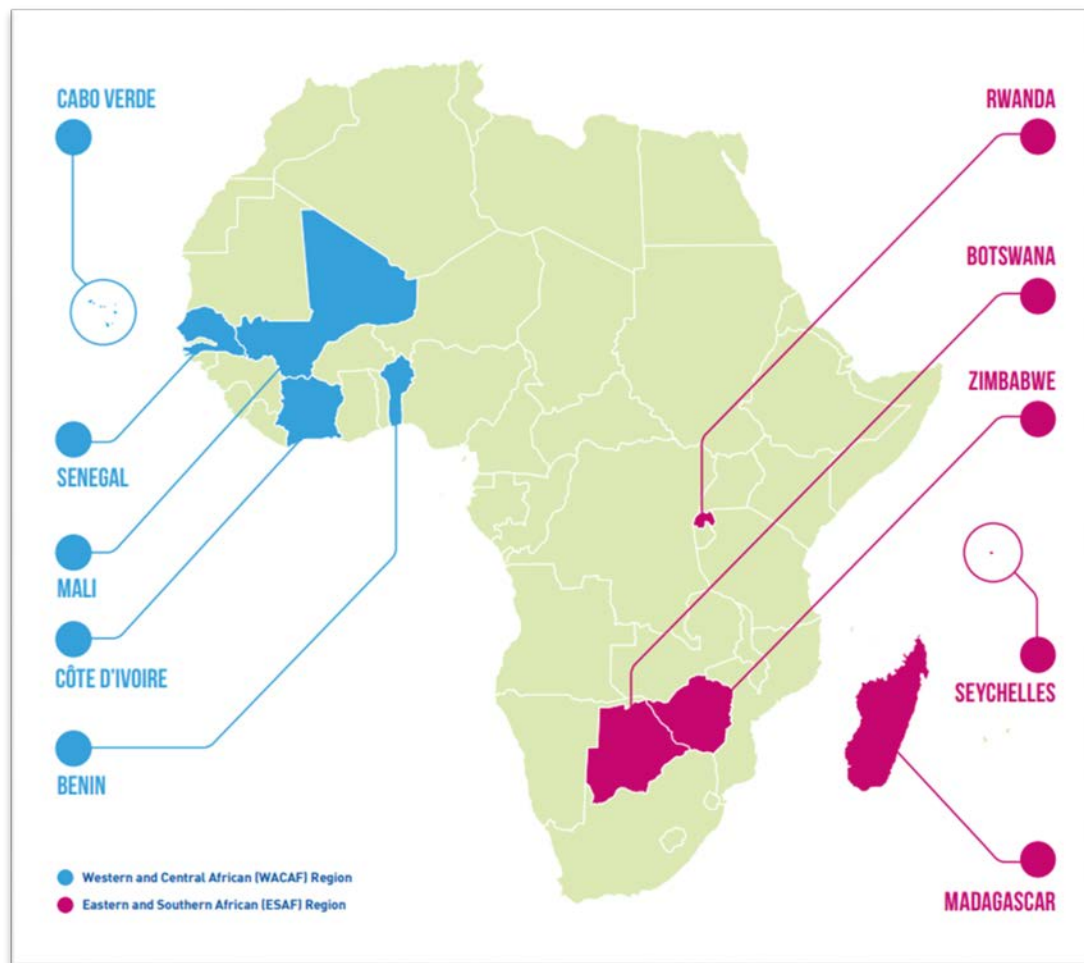 CABO VERDE
SENEGAL
MALI
CÔTE D'IVOIRE
BENIN
RWANDA
BOTSWANA
ZIMBABWE
SEYCHELLES
MADAGASCAR
Western and Central African (WACAF) Region
Eastern and Southern African (ESAF) Region